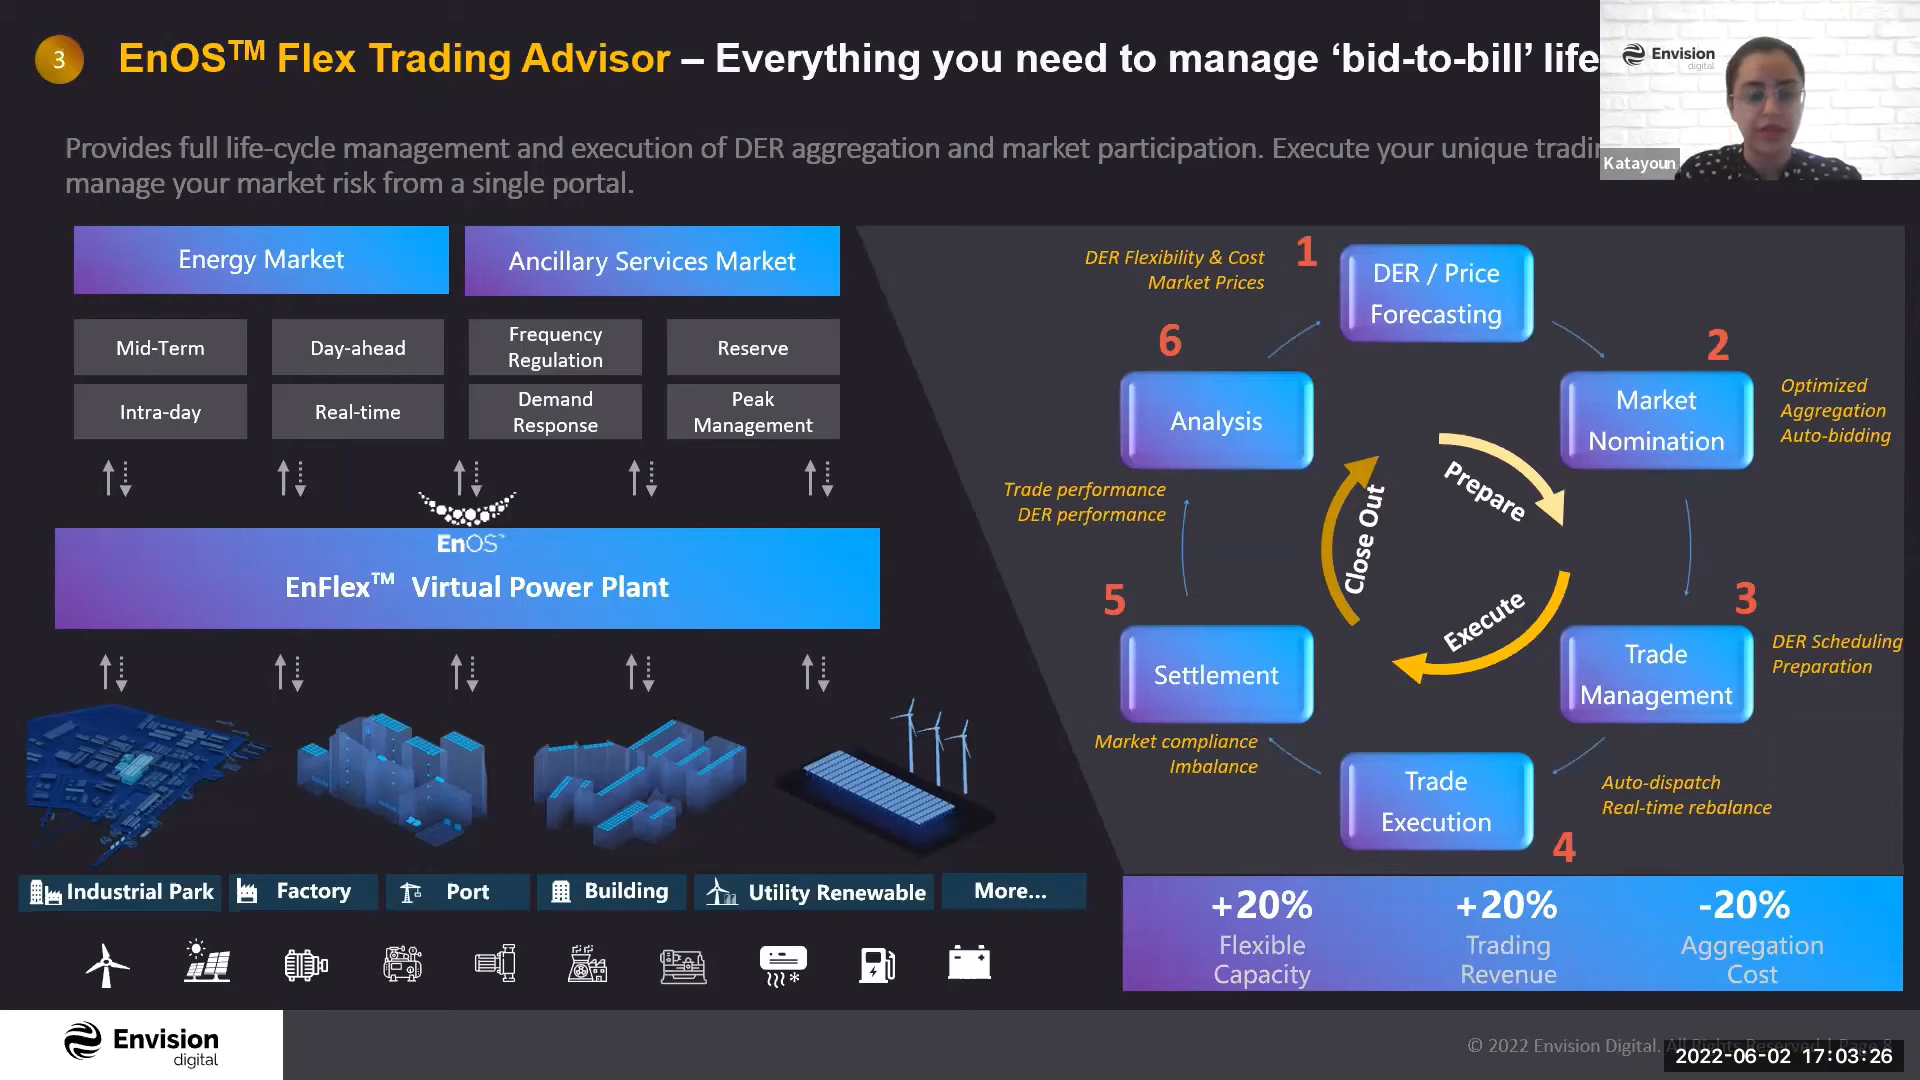 3
EnOS™ Flex Trading Advisor – Everything you need to manage ‘bid-to-bill’ life
Envision
digital
Katayoun
Provides full life-cycle management and execution of DER aggregation and market participation. Execute your unique
manage your market risk from a single portal.
Energy Market
Ancillary Services Market
Mid-Term
Day-ahead
Frequency
Regulation
Reserve
Intra-day
Real-time
Demand
Response
Peak
Management
EnOS™
EnFlex™ Virtual Power Plant
Industrial Park
Factory
Port
Building
Utility Renewable
More...
DER Flexibility & Cost
Market Prices
1
DER / Price
Forecasting
2
Market
Nomination
Optimized
Aggregation
Auto-bidding
3
Trade
Management
DER Scheduling
Preparation
4
Trade
Execution
Auto-dispatch
Real-time rebalance
5
Settlement
Market compliance
Imbalance
6
Analysis
Trade performance
DER performance
Prepare
Execute
Close Out
+20%
Flexible
Capacity
+20%
Trading
Revenue
-20%
Aggregation
Cost
Envision
digital
© 2022 Envision Digital. All Rights Reserved | Page 8
2022-06-02 17:03:26